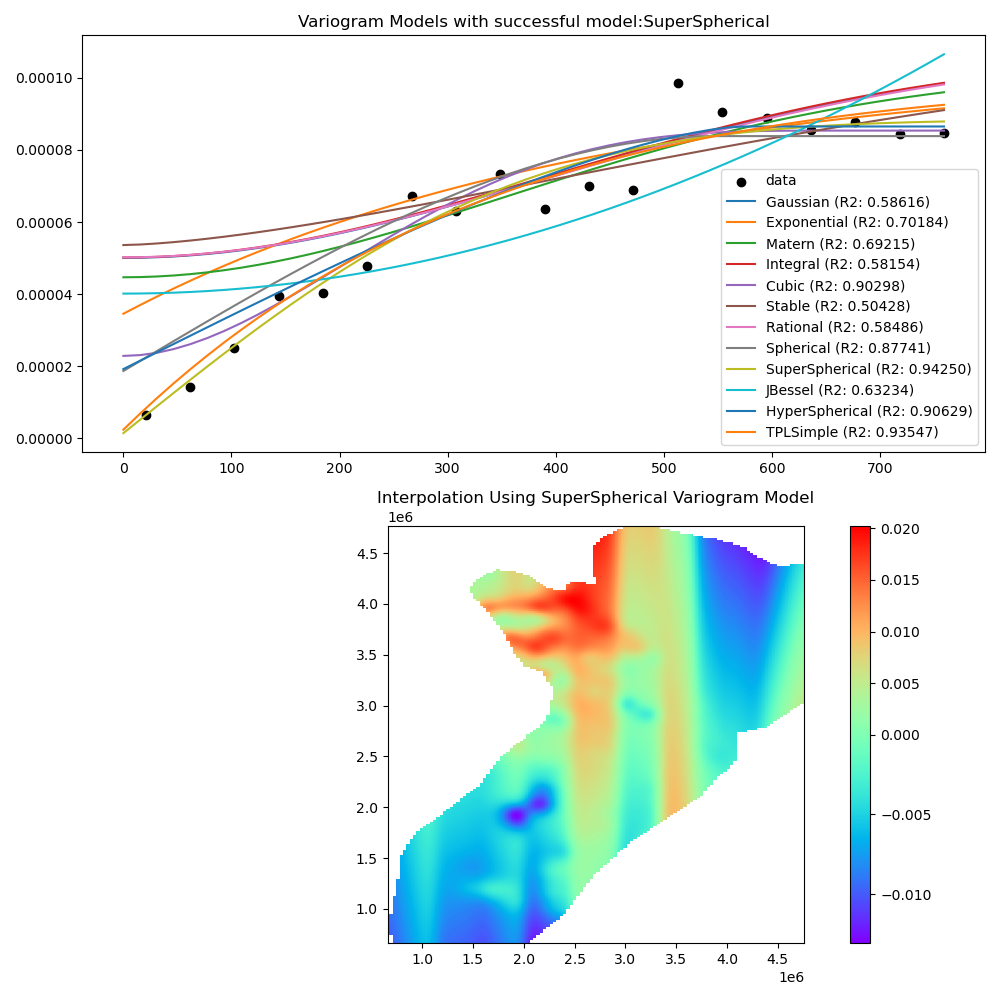 Variogram Models with successful model:SuperSpherical
0.00010
0.00008
0.00006
0.00004
0.00002
0.00000
data
Gaussian (R2: 0.58616)
Exponential (R2: 0.70184)
Matern (R2: 0.69215)
Integral (R2: 0.58154)
Cubic (R2: 0.90298)
Stable (R2: 0.50428)
Rational (R2: 0.58486)
Spherical (R2: 0.87741)
SuperSpherical (R2: 0.94250)
JBessel (R2: 0.63234)
HyperSpherical (R2: 0.90629)
TPLSimple (R2: 0.93547)
0 100 200 300 400 500 600 700
Interpolation Using SuperSpherical Variogram Model
1e6
4.5
4.0
3.5
3.0
2.5
2.0
1.5
1.0
1.0 1.5 2.0 2.5 3.0 3.5 4.0 4.5
1e6
0.020
0.015
0.010
0.005
0.000
−0.005
−0.010